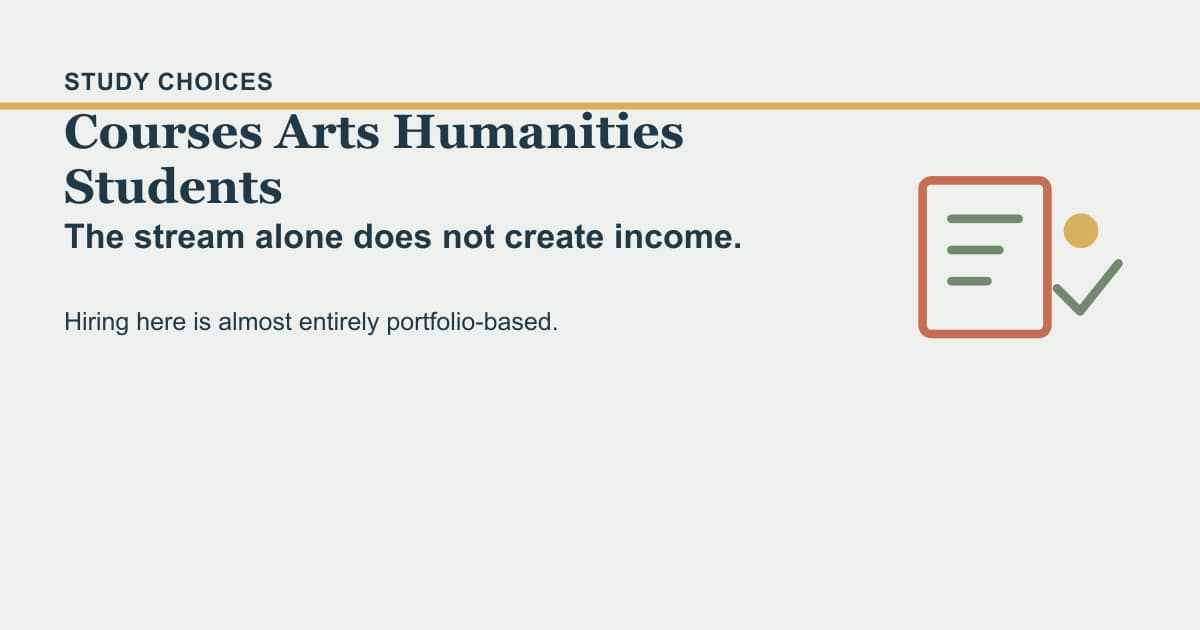 STUDY CHOICES
Courses Arts Humanities
Students
The stream alone does not create income.
Hiring here is almost entirely portfolio-based.